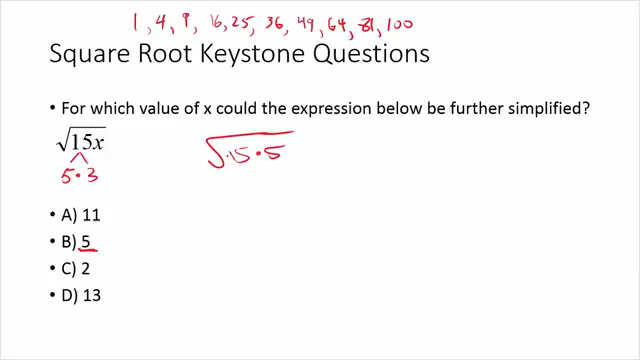 1, 4, 9, 16, 25, 36, 49, 64, 81, 100
Square Root Keystone Questions
• For which value of x could the expression below be further simplified?
√15x
5·3
√15·5
• A) 11
• B) 5
• C) 2
• D) 13